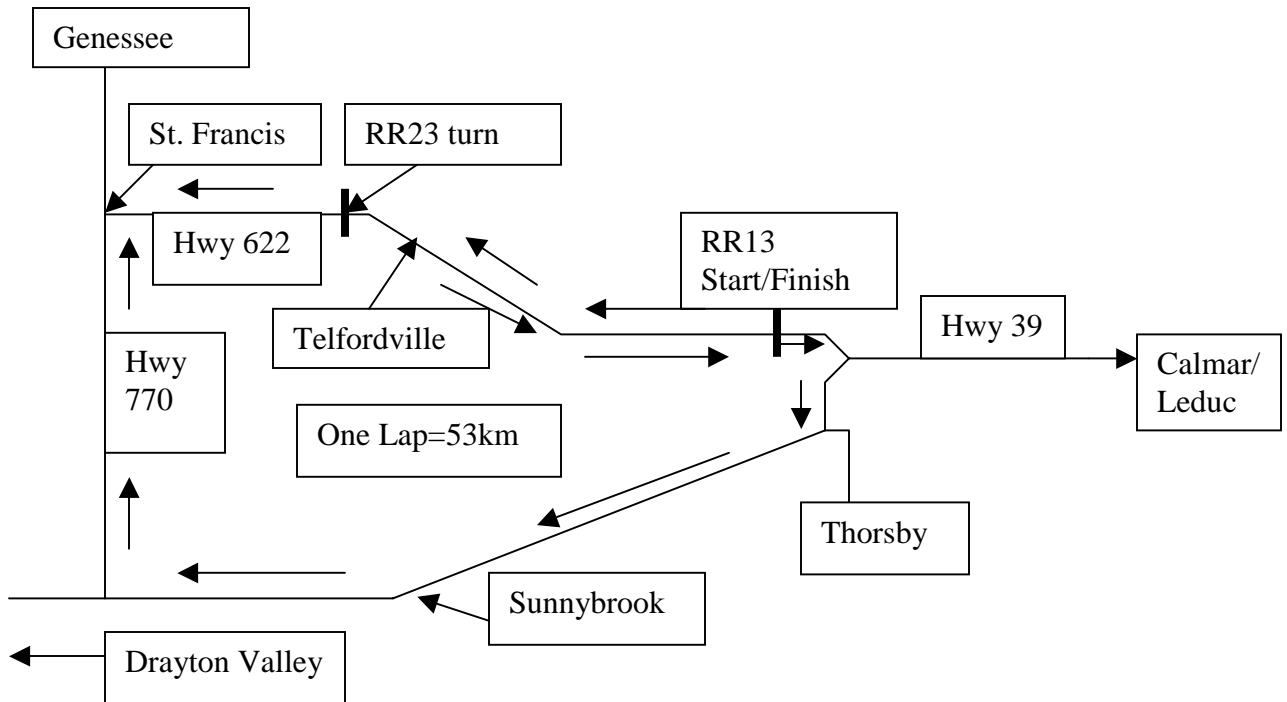 Genessee
St. Francis
RR23 turn
Hwy 622
RR13
Start/Finish
Hwy 39
Telfordville
Calmar/
Leduc
Hwy
770
One Lap=53km
Thorsby
Sunnybrook
Drayton Valley